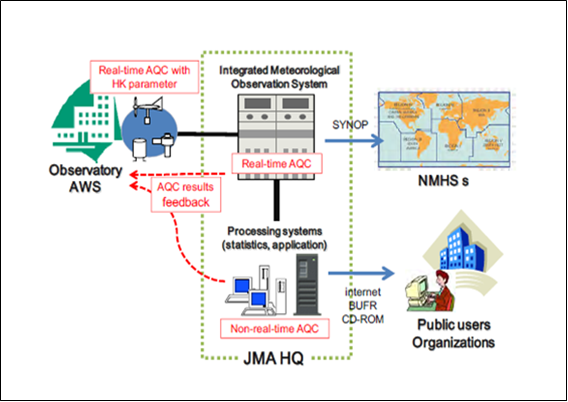 Real-time AQC with
HK parameter
Integrated Meteorological
Observation System
Observatory
AWS
Real-time AQC
SYNOP
NMHS s
AQC results
feedback
Processing systems
(statistics, application)
Non-real-time AQC
internet
BUFR
CD-ROM
Public users
Organizations
JMA HQ